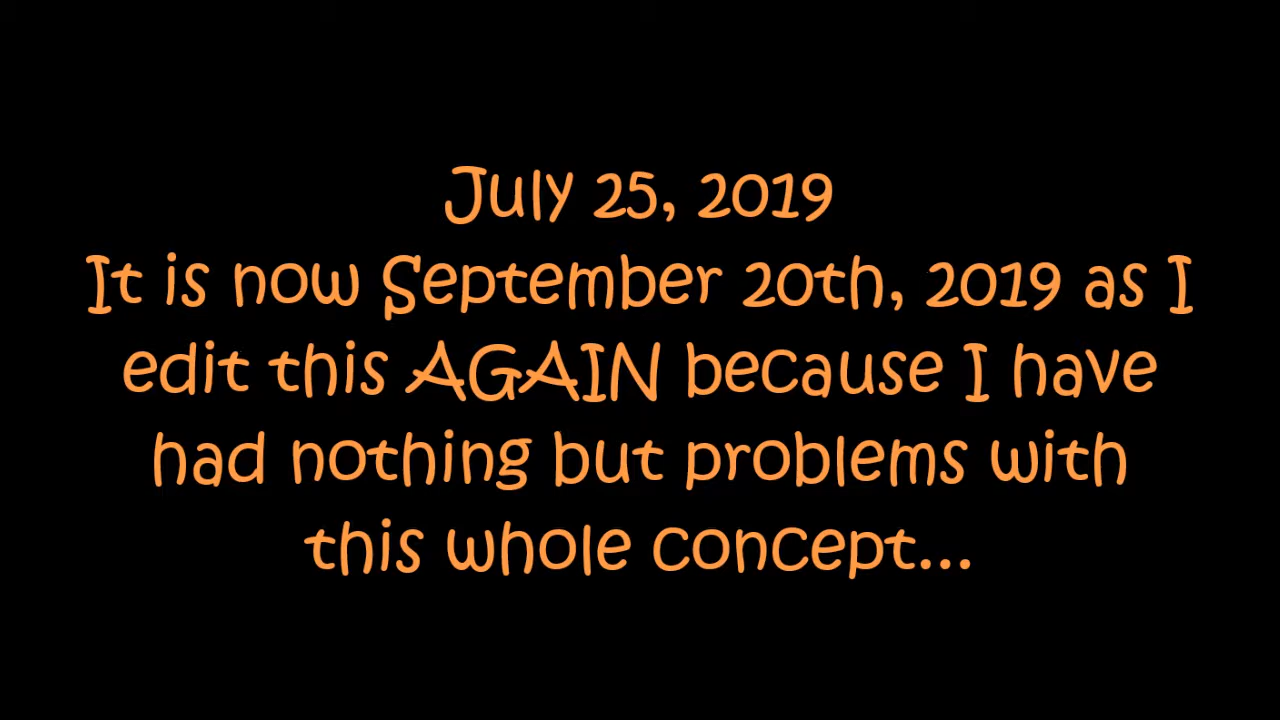 July 25, 2019
It is now September 20th, 2019 as I
edit this AGAIN because I have
had nothing but problems with
this whole concept...